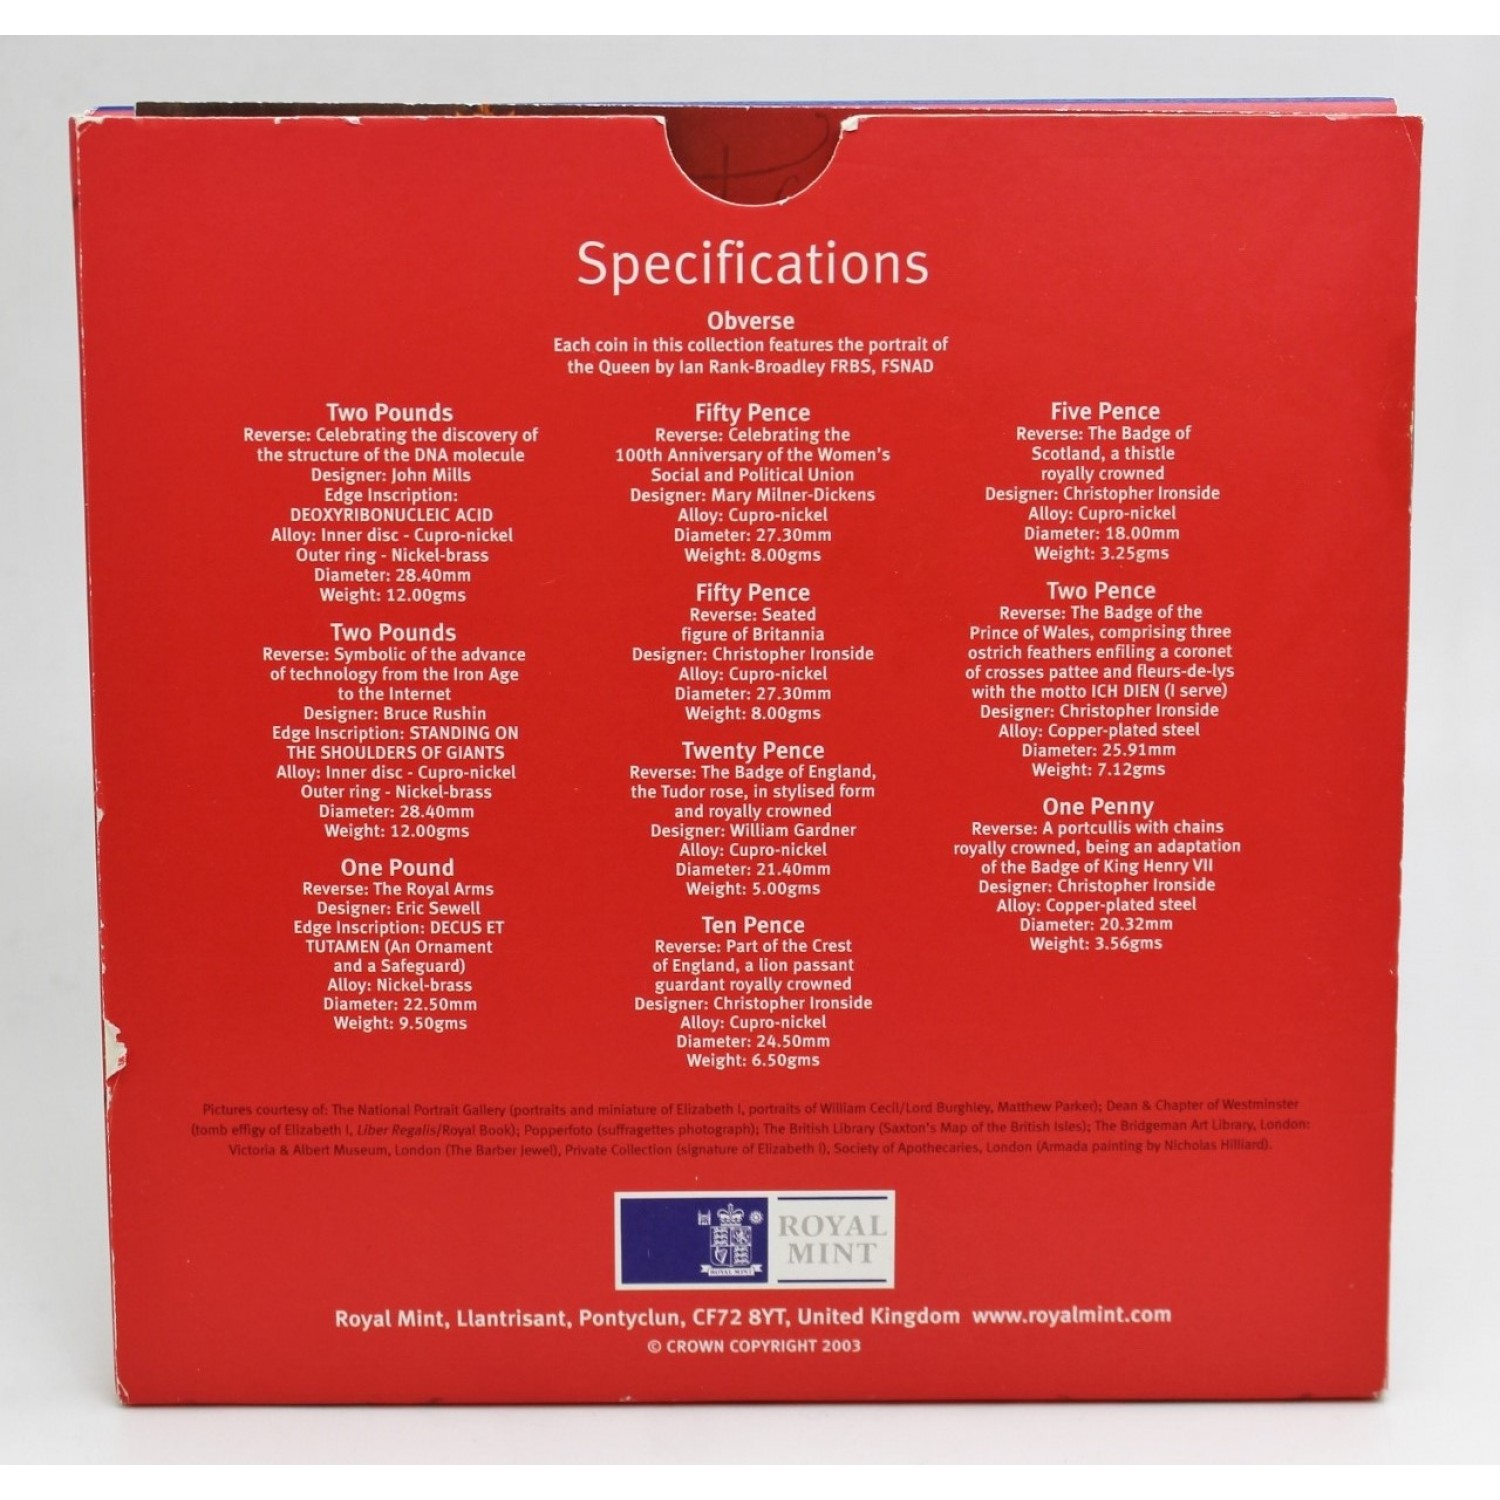 Specifications
Obverse
Each coin in this collection features the portrait of
the Queen by Ian Rank-Broadley FRBS, FSNAD
Two Pounds
Reverse: Celebrating the discovery of
the structure of the DNA molecule
Designer: John Mills
Edge Inscription:
DEOXYRIBONUCLEIC ACID
Alloy: Inner disc - Cupro-nickel
Outer ring - Nickel-brass
Diameter: 28.40mm
Weight: 12.00gms
Two Pounds
Reverse: Symbolic of the advance
of technology from the Iron Age
to the Internet
Designer: Bruce Rushin
Edge Inscription: STANDING ON
THE SHOULDERS OF GIANTS
Alloy: Inner disc - Cupro-nickel
Outer ring - Nickel-brass
Diameter: 28.40mm
Weight: 12.00gms
One Pound
Reverse: The Royal Arms
Designer: Eric Sewell
Edge Inscription: DECUS ET
TUTAMEN (An Ornament
and a Safeguard)
Alloy: Nickel-brass
Diameter: 22.50mm
Weight: 9.50gms
Fifty Pence
Reverse: Celebrating the
100th Anniversary of the Women's
Social and Political Union
Designer: Mary Milner-Dickens
Alloy: Cupro-nickel
Diameter: 27.30mm
Weight: 8.00gms
Fifty Pence
Reverse: Seated
figure of Britannia
Designer: Christopher Ironside
Alloy: Cupro-nickel
Diameter: 27.30mm
Weight: 8.00gms
Twenty Pence
Reverse: The Badge of England,
the Tudor rose, in stylised form
and royally crowned
Designer: William Gardner
Alloy: Cupro-nickel
Diameter: 21.40mm
Weight: 5.00gms
Ten Pence
Reverse: Part of the Crest
of England, a lion passant
guardant royally crowned
Designer: Christopher Ironside
Alloy: Cupro-nickel
Diameter: 24.50mm
Weight: 6.50gms
Five Pence
Reverse: The Badge of
Scotland, a thistle
royally crowned
Designer: Christopher Ironside
Alloy: Cupro-nickel
Diameter: 18.00mm
Weight: 3.25gms
Two Pence
Reverse: The Badge of the
Prince of Wales, comprising three
ostrich feathers enfiling a coronet
of crosses pattee and fleurs-de-lys
with the motto ICH DIEN (I serve)
Designer: Christopher Ironside
Alloy: Copper-plated steel
Diameter: 25.91mm
Weight: 7.12gms
One Penny
Reverse: A portcullis with chains
royally crowned, being an adaptation
of the Badge of King Henry VII
Designer: Christopher Ironside
Alloy: Copper-plated steel
Diameter: 20.32mm
Weight: 3.56gms
Pictures courtesy of: The National Portrait Gallery (portraits and miniature of Elizabeth I, portraits of William Cecil/Lord Burghley, Matthew Parker); Dean & Chapter of Westminster
(tomb effigy of Elizabeth I, Liber Regalis/Royal Book); Popperfoto (suffragettes photograph); The British Library (Saxton's Map of the British Isles); The Bridgeman Art Library, London:
Victoria & Albert Museum, London (The Barber Jewel), Private Collection (signature of Elizabeth I), Society of Apothecaries, London (Armada painting by Nicholas Hilliard).
ROYAL MINT
ROYAL
MINT
Royal Mint, Llantrisant, Pontyclun, CF72 8YT, United Kingdom www.royalmint.com
© CROWN COPYRIGHT 2003